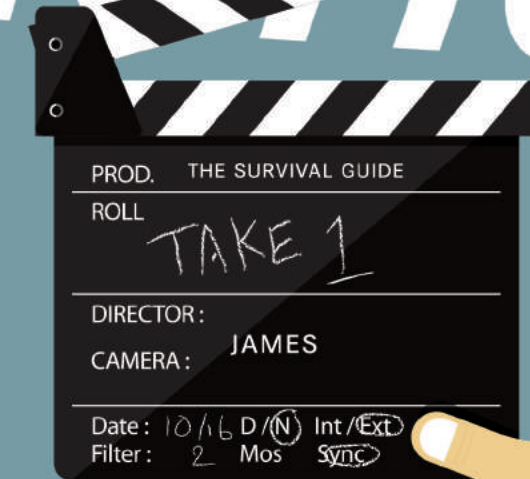 PROD. THE SURVIVAL GUIDE
ROLL
TAKE 1
DIRECTOR :
JAMES
CAMERA :
Date : 10/16 D/N Int/Ext
Filter : 2 Mos Sync